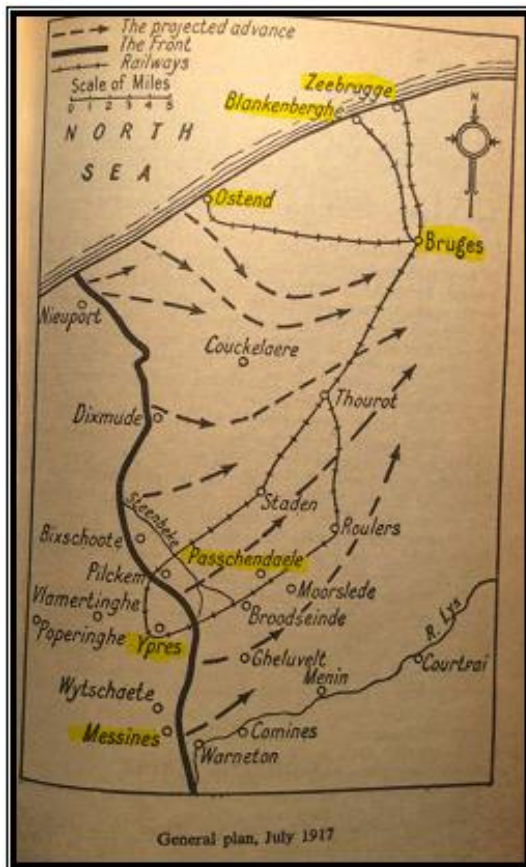 The projected advance
The Front
Railways
Scale of Miles
0 1 2 3 4 5
NORTH
SEA
Zeebrugge
Blankenberghe
N
Ostend
Bruges
Nieuport
Couckelaere
Thourot
Dixmude
Staden
Steenbeke
Roulers
Bixschoote
Passchendaele
Pilckem
Moorslede
Vlamertinghe
Broodseinde
Poperinghe
Ypres
R. Lys
Gheluvelt
Courtrai
Menin
Wytschaete
Messines
Comines
Warneton
General plan, July 1917